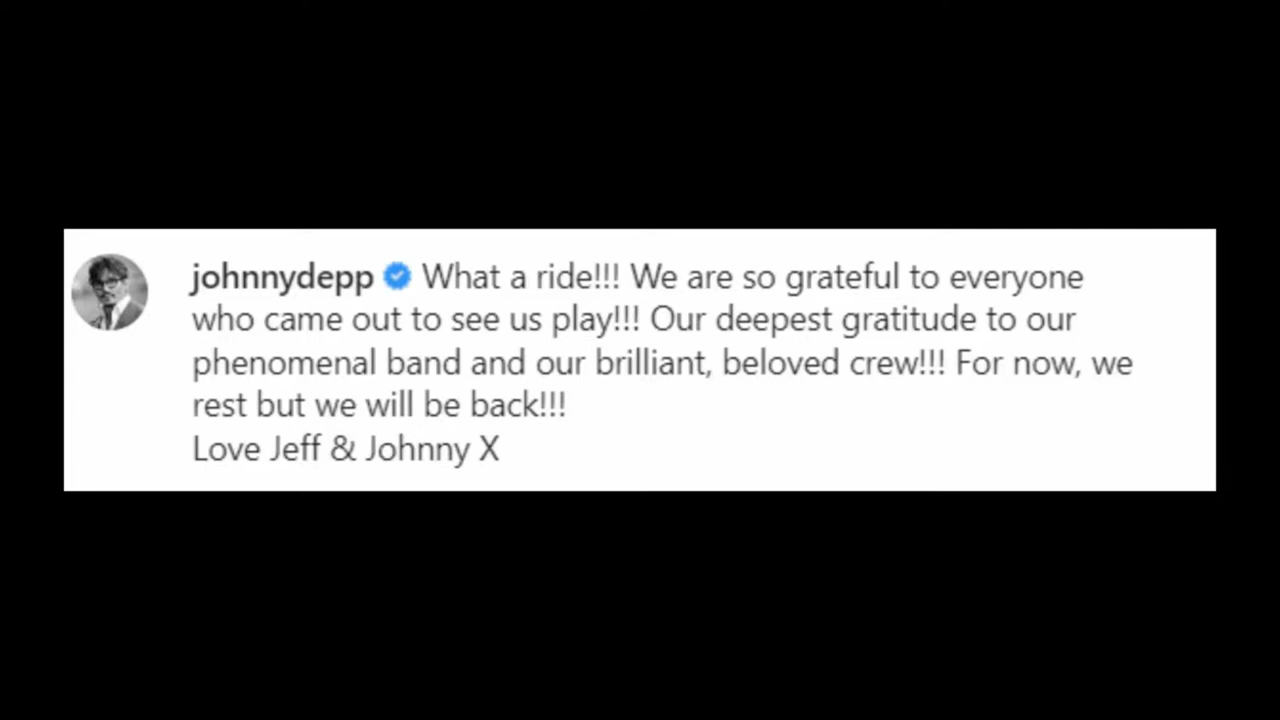 johnnydepp What a ride!!! We are so grateful to everyone
who came out to see us play!!! Our deepest gratitude to our
phenomenal band and our brilliant, beloved crew!!! For now, we
rest but we will be back!!!
Love Jeff & Johnny X